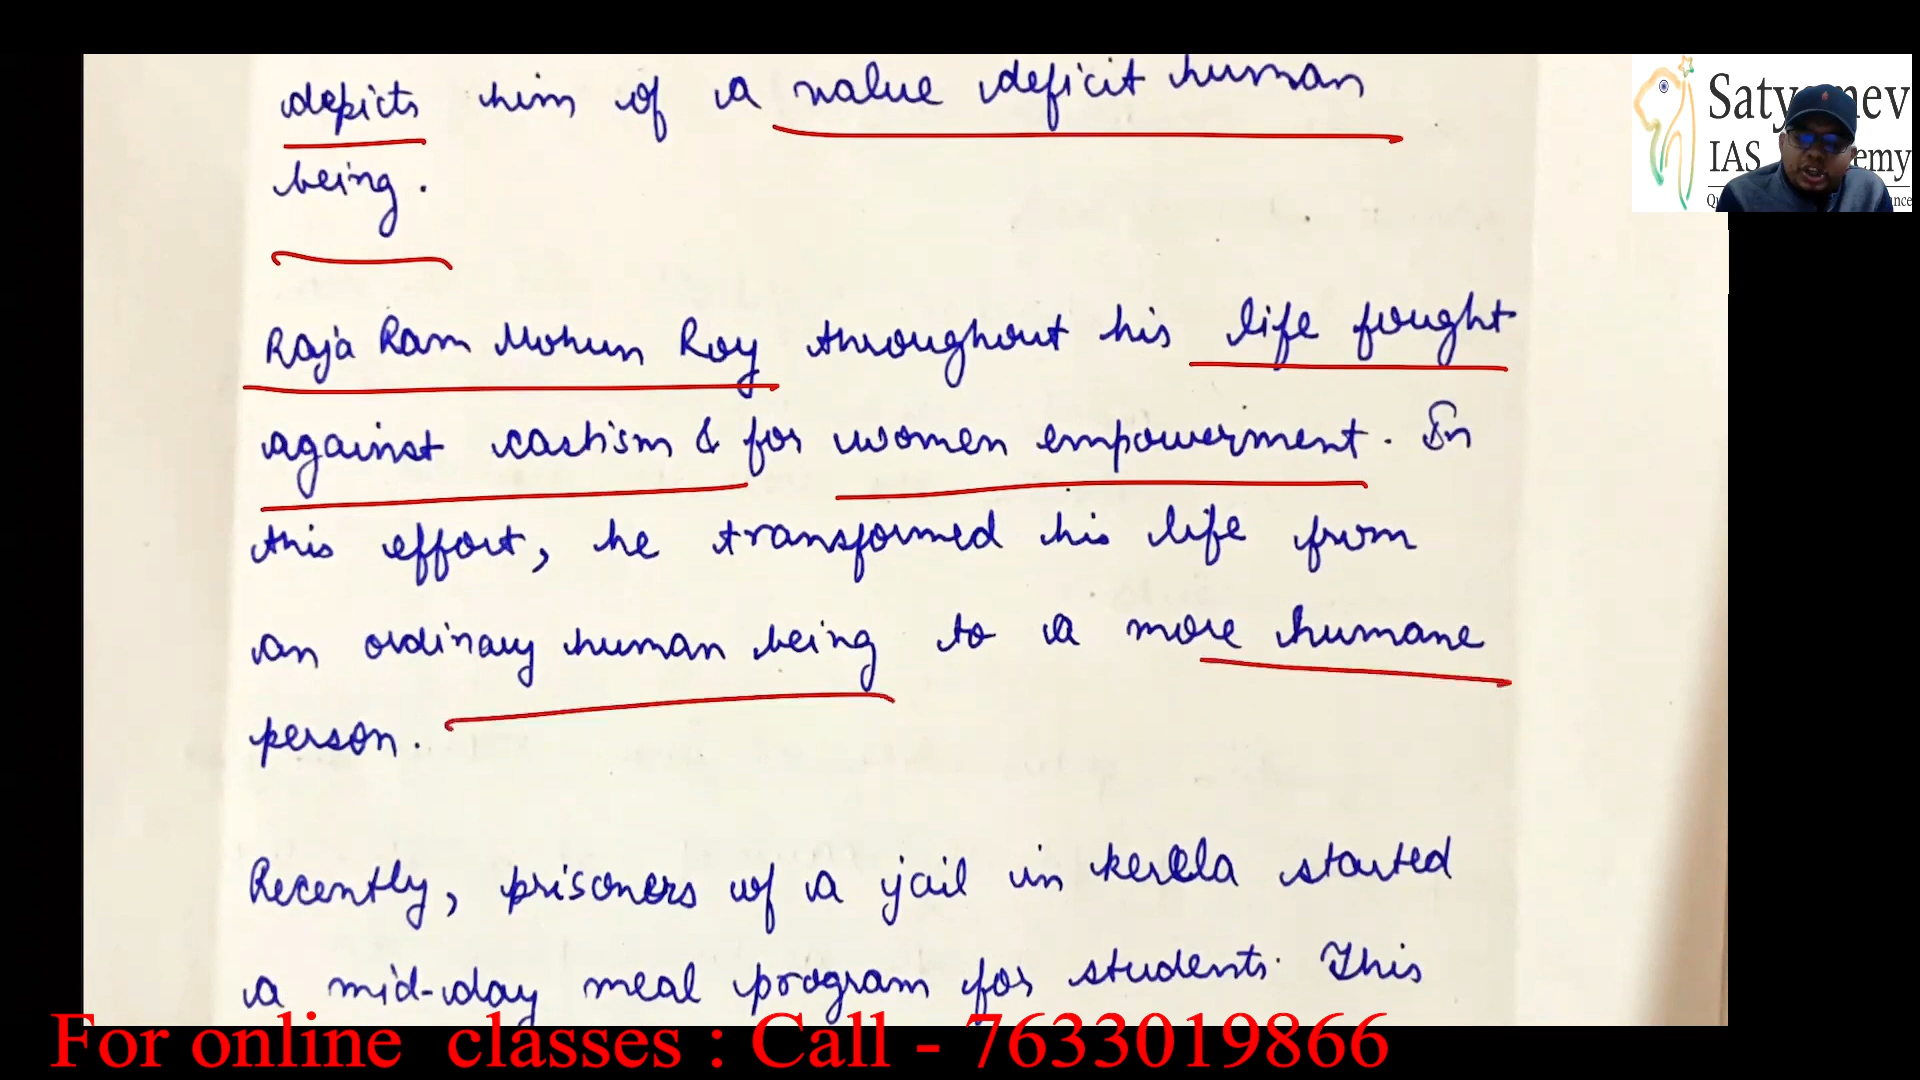 depicts him of a value deficit human
being.
Raja Ram Mohun Roy throughout his life fought
against castism & for women empowerment. In
this effort, he transformed his life from
an ordinary human being to a more humane
person.
Recently, prisoners of a jail in kerela started
a mid-day meal program for students. This
For online classes : Call - 7633019866
IAS